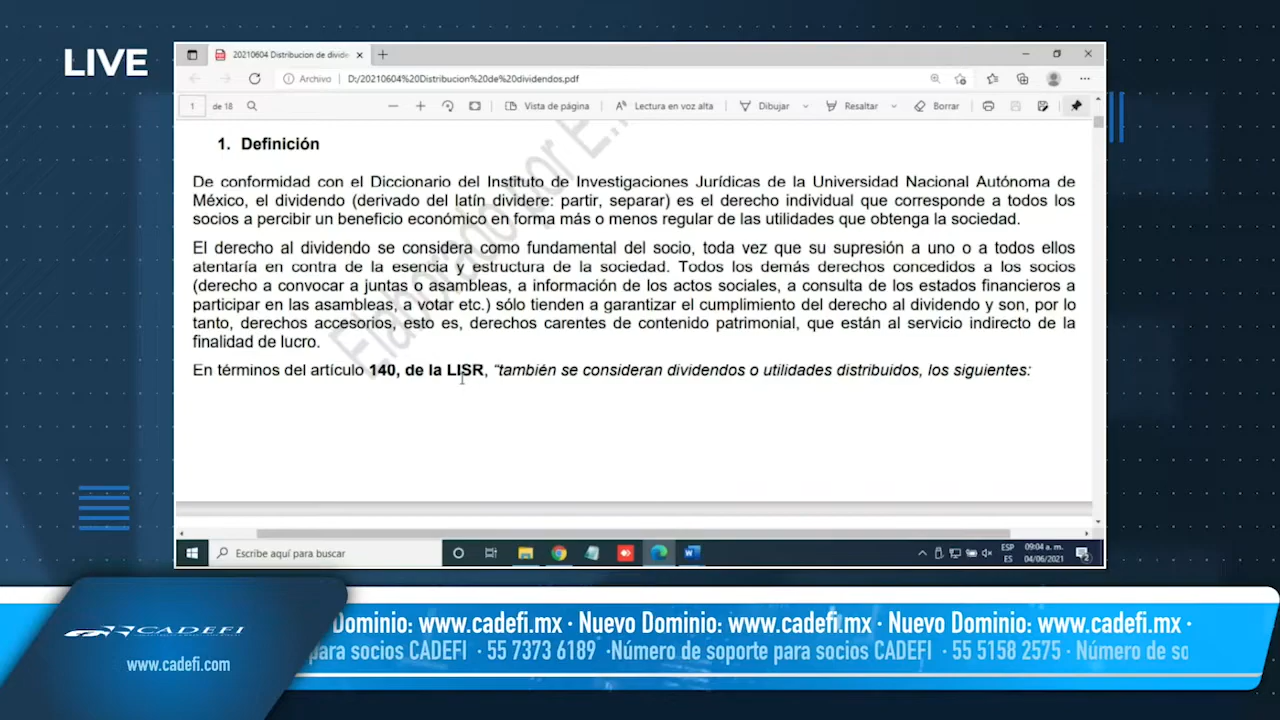 LIVE
20210604 Distribucion de divide
Archivo
D:/20210604%20Distribucion%20de%20dividendos.pdf
1
de 18
Vista de página
Lectura en voz alta
Dibujar
Resaltar
Borrar
1. Definición
De conformidad con el Diccionario del Instituto de Investigaciones Jurídicas de la Universidad Nacional Autónoma de
México, el dividendo (derivado del latín dividere: partir, separar) es el derecho individual que corresponde a todos los
socios a percibir un beneficio económico en forma más o menos regular de las utilidades que obtenga la sociedad.
El derecho al dividendo se considera como fundamental del socio, toda vez que su supresión a uno o a todos ellos
atentaría en contra de la esencia y estructura de la sociedad. Todos los demás derechos concedidos a los socios
(derecho a convocar a juntas o asambleas, a información de los actos sociales, a consulta de los estados financieros a
participar en las asambleas, a votar etc.) sólo tienden a garantizar el cumplimiento del derecho al dividendo y son, por lo
tanto, derechos accesorios, esto es, derechos carentes de contenido patrimonial, que están al servicio indirecto de la
finalidad de lucro.
En términos del artículo 140, de la LISR, “también se consideran dividendos o utilidades distribuidos, los siguientes:
Elaborado por E.
Escribe aquí para buscar
ESP
ES
09:04 a. m.
04/06/2021
2
CADEFI
www.cadefi.com
Dominio: www.cadefi.mx · Nuevo Dominio: www.cadefi.mx · Nuevo Dominio: www.cadefi.mx ·
para socios CADEFI · 55 7373 6189 ·Número de soporte para socios CADEFI · 55 5158 2575 · Número de so